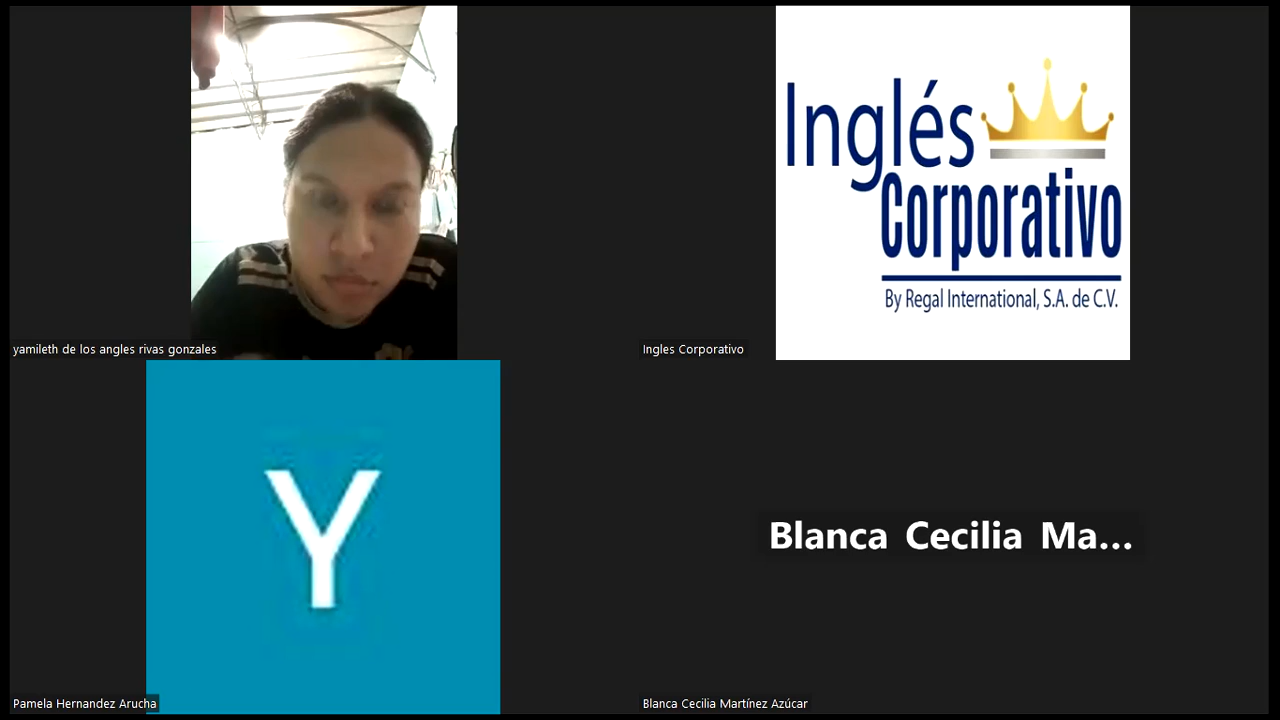 yamileth de los angles rivas gonzales
Inglés
Corporativo
By Regal International, S.A. de C.V.
Ingles Corporativo
Y
Pamela Hernandez Arucha
Blanca Cecilia Ma...
Blanca Cecilia Martínez Azúcar